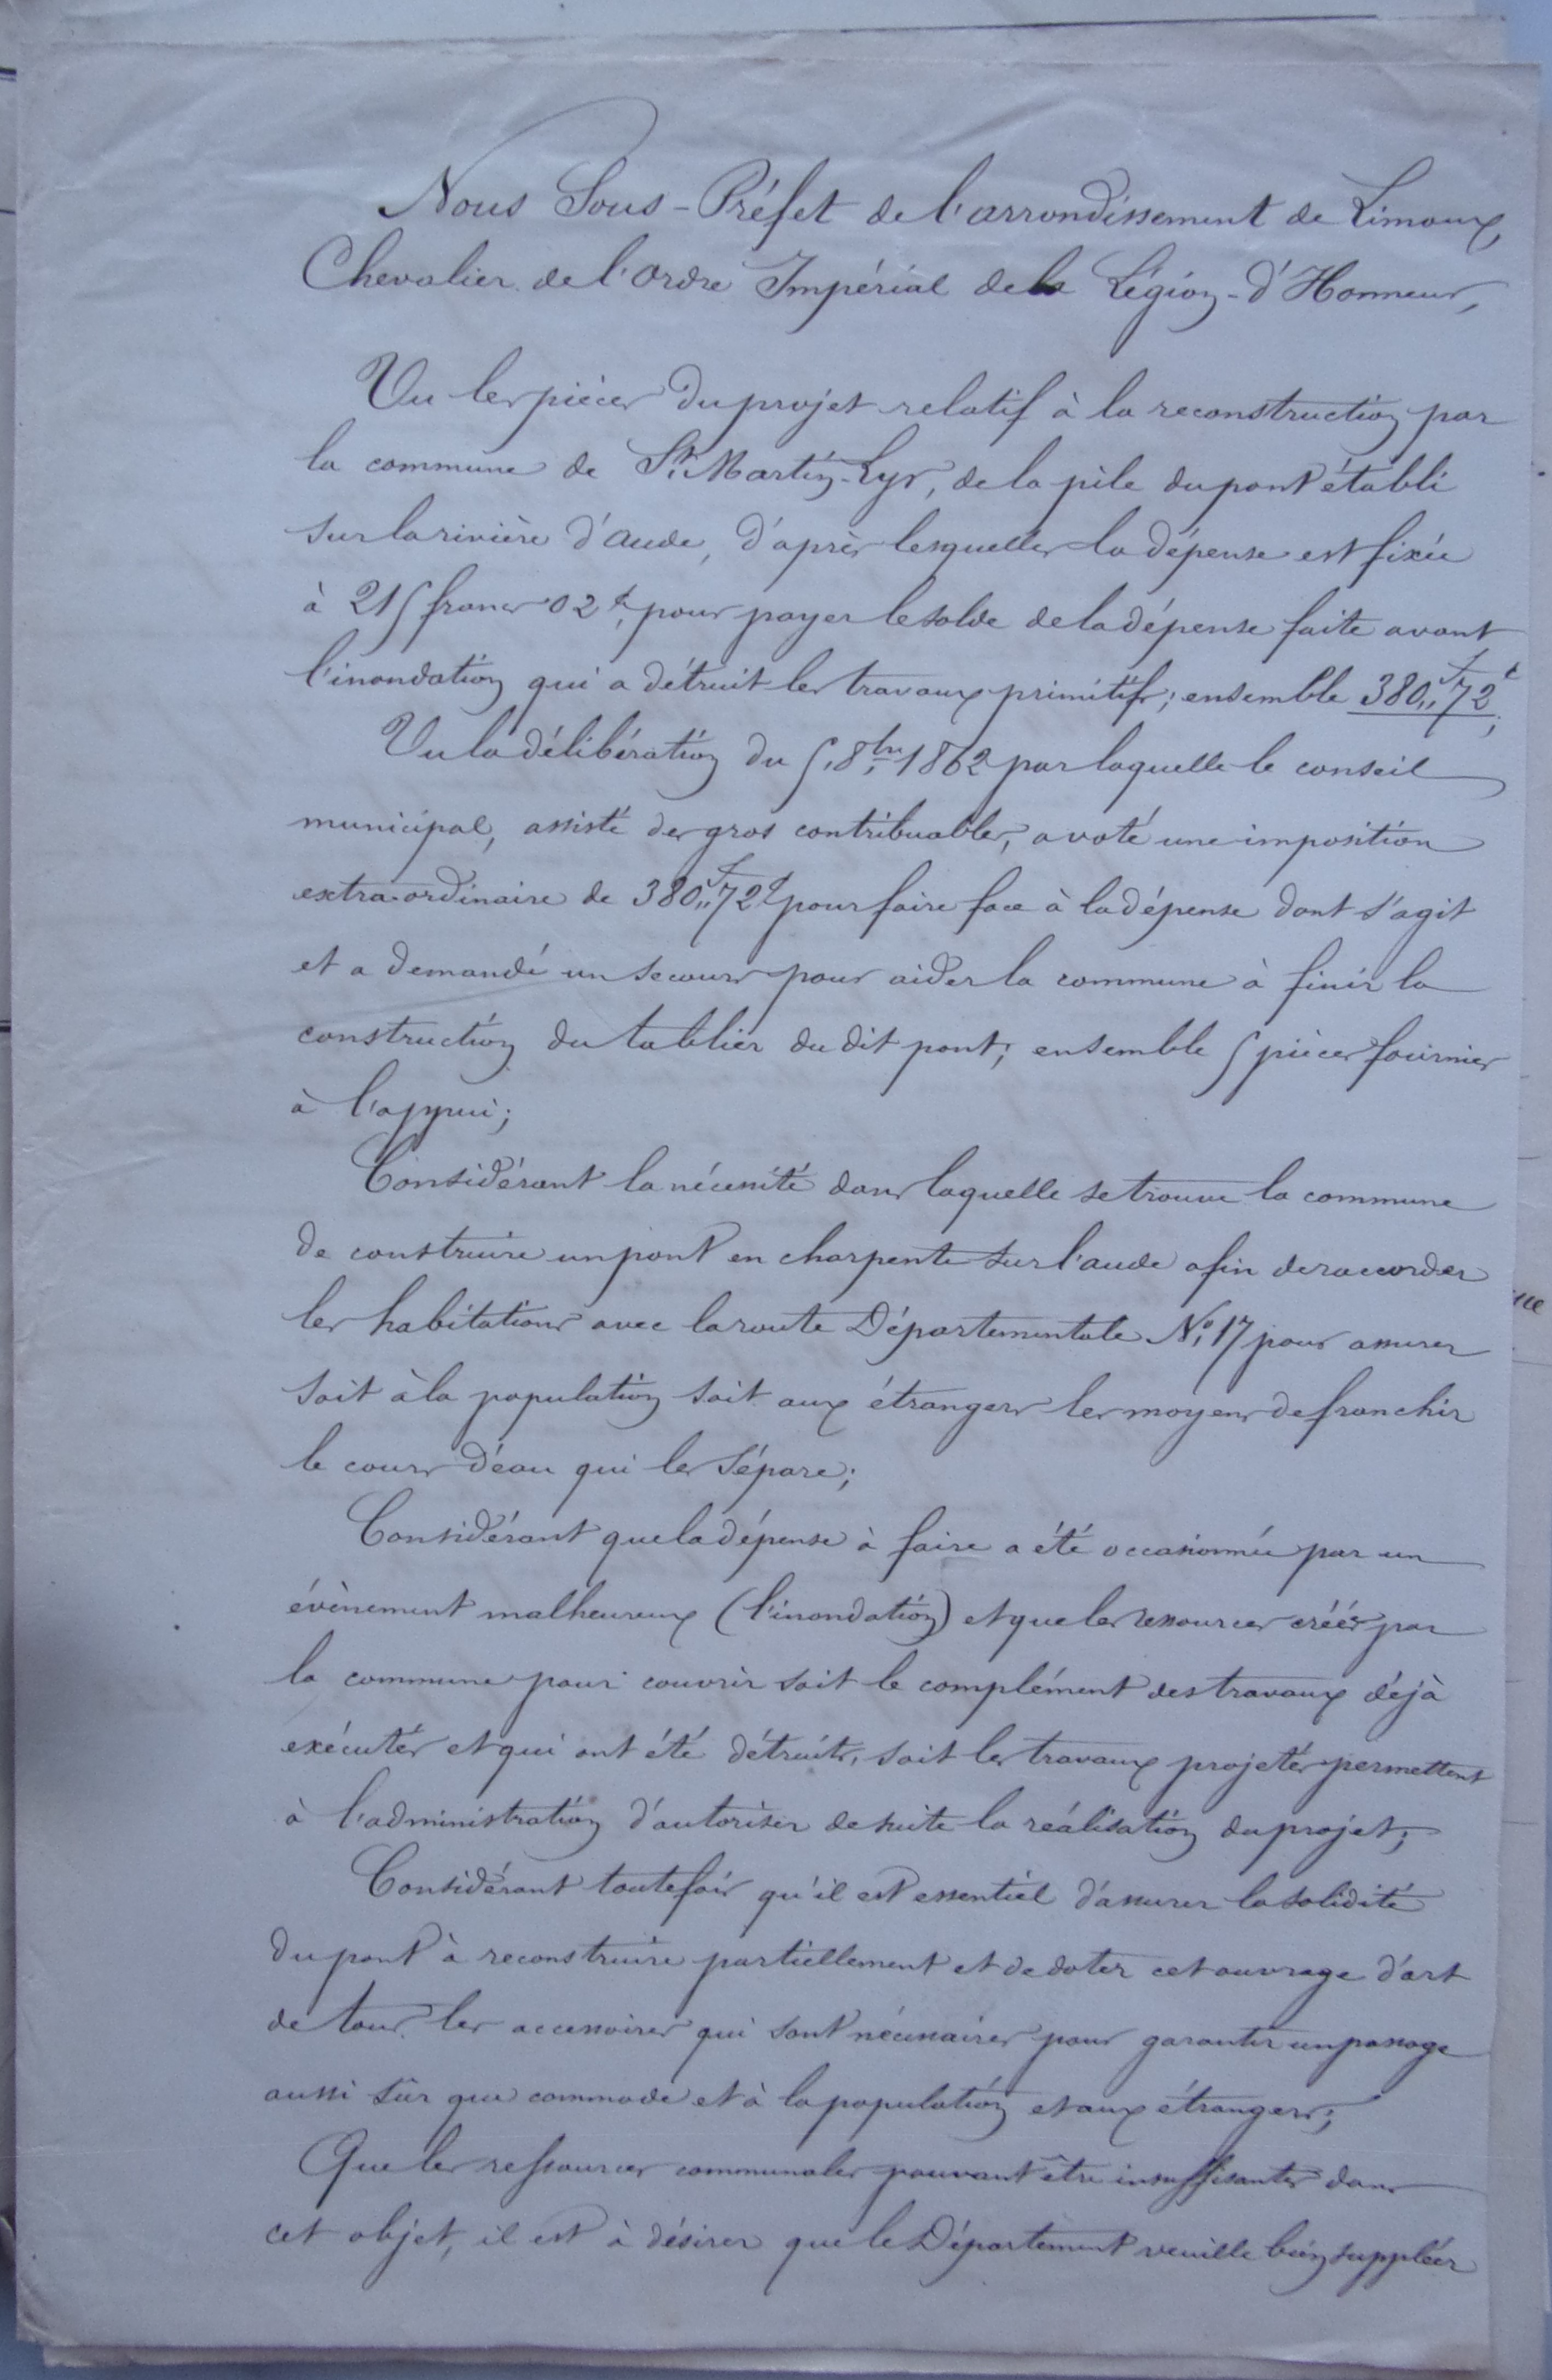 Nous Sous-Préfet de l'arrondissement de Limoux,
Chevalier de l'ordre Impérial de la Légion-d'Honneur,
Vu les pièces du projet relatif à la reconstruction par
la commune de St Martin-Lys, de la pile du pont établi
sur la rivière d'aude, d'après lesquelles la dépense est fixée
à 215 francs 02 c, pour payer le solde de la dépense faite avant
l'inondation qui a détruit les travaux primitifs; ensemble 380,,f 72c;
Vu la délibération du 5. 8bre 1862 par laquelle le conseil
municipal, assisté des gros contribuables, a voté une imposition
extraordinaire de 380,,f 72c pour faire face à la dépense dont s'agit
et a demandé un secours pour aider la commune à finir la
construction du tablier du dit pont; ensemble 5 pièces fournies
à l'appui;
Considérant la nécessité dans laquelle se trouve la commune
de construire un pont en charpente sur l'aude afin de raccorder
les habitations avec la route Départementale No 17 pour assurer
soit à la population soit aux étrangers les moyens de franchir
le cours d'eau qui les sépare;
Considérant que la dépense à faire a été occasionnée par un
évènement malheureux (l'inondation) et que les ressources créées par
la commune pour couvrir soit le complément des travaux déjà
exécutés et qui ont été détruits, soit les travaux projetés permettent
à l'administration d'autoriser de suite la réalisation du projet;
Considérant toutefois qu'il est essentiel d'assurer la solidité
du pont à reconstruire partiellement et de doter cet ouvrage d'art
de tous les accessoires qui sont nécessaires pour garantir un passage
aussi sûr que commode et à la population et aux étrangers;
Que les ressources communales pouvant être insuffisantes dans
cet objet, il est à désirer que le Département veuille bien suppléer